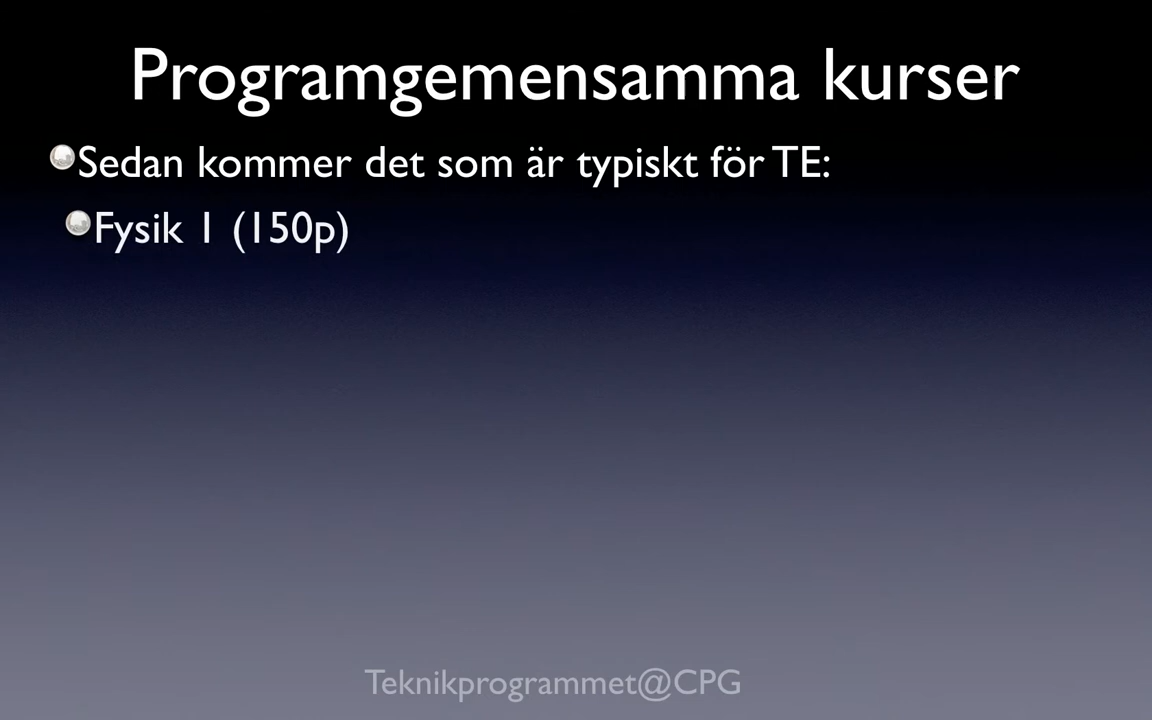 Programgemensamma kurser
Sedan kommer det som är typiskt för TE:
Fysik 1 (150p)
Teknikprogrammet@CPG